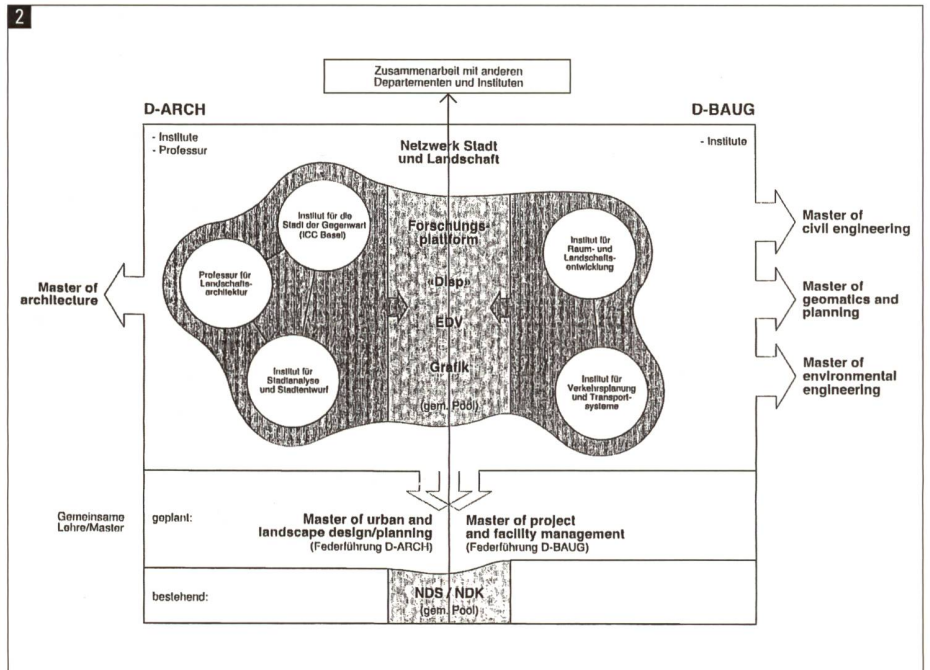 2
Zusammenarbeit mit anderen
Departementen und Instituten
D-ARCH
D-BAUG
- Institute
- Professur
Netzwerk Stadt
und Landschaft
- Institute
Institut für die
Stadt der Gegenwart
(ICC Basel)
Professur für
Landschafts-
architektur
Institut für
Stadtanalyse
und Stadtentwurf
Forschungs-
plattform
«Disp»
EDV
Grafik
(gem. Pool)
Institut für
Raum- und
Landschafts-
entwicklung
Institut für
Verkehrsplanung
und Transport-
systeme
Master of
architecture
Master of
civil engineering
Master of
geomatics and
planning
Master of
environmental
engineering
Gemeinsame
Lehre/Master
geplant:
Master of urban and
landscape design/planning
(Federführung D-ARCH)
Master of project
and facility management
(Federführung D-BAUG)
bestehend:
NDS / NDK
(gem. Pool)